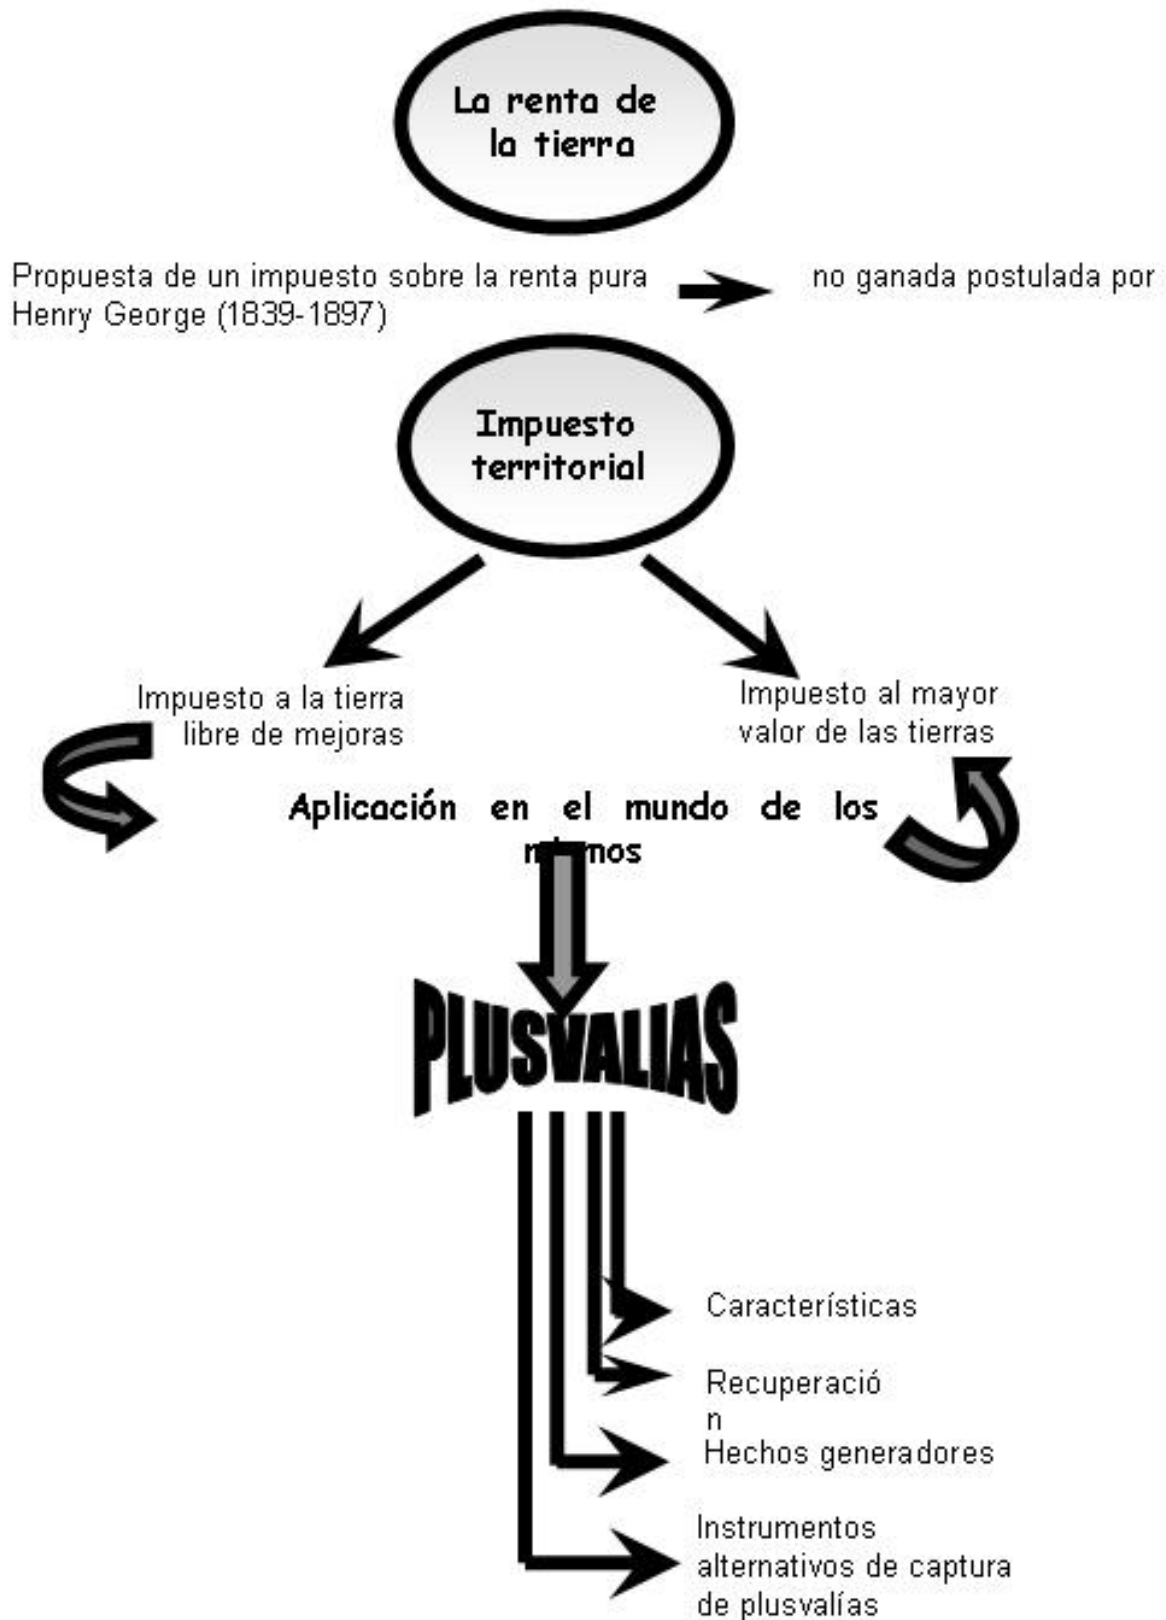 La renta de
la tierra
Propuesta de un impuesto sobre la renta pura
no ganada postulada por
Henry George (1839-1897)
Impuesto
territorial
Impuesto a la tierra
libre de mejoras
Impuesto al mayor
valor de las tierras
Aplicación en el mundo de los
PLUSVALIAS
Características
Recuperació
n
Hechos generadores
Instrumentos
alternativos de captura
de plusvalías